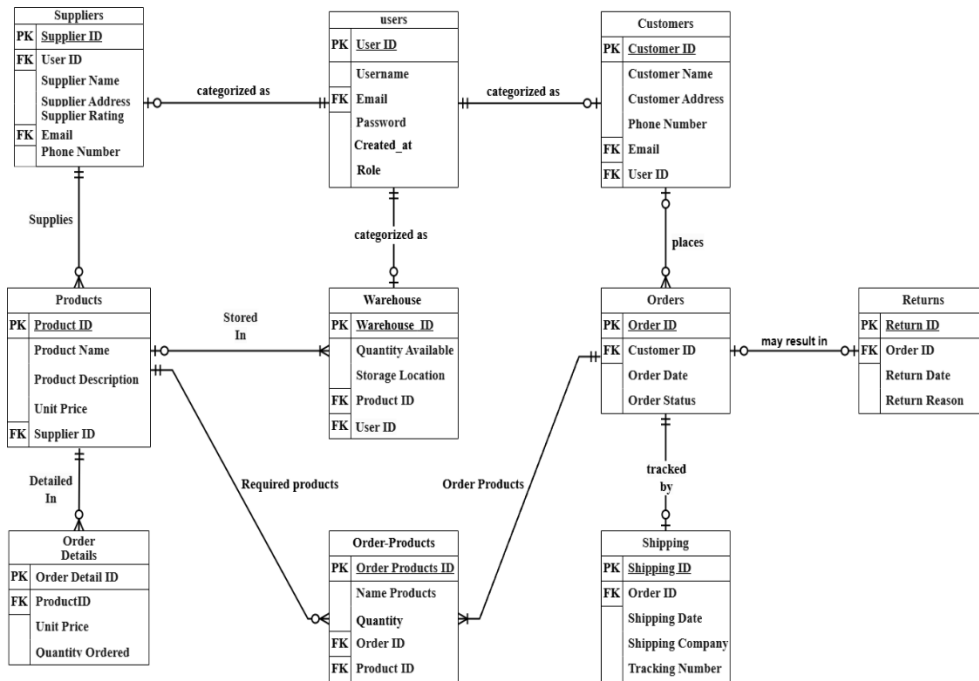 Suppliers
PK Supplier ID
FK User ID
Supplier Name
Supplier Address
Supplier Rating
FK Email
Phone Number
categorized as
users
PK User ID
Username
FK Email
Password
Created_at
Role
categorized as
Customers
PK Customer ID
Customer Name
Customer Address
Phone Number
FK Email
FK User ID
Supplies
categorized as
places
Products
PK Product ID
Product Name
Product Description
Unit Price
FK Supplier ID
Stored
In
Warehouse
PK Warehouse_ID
Quantity Available
Storage Location
FK Product ID
FK User ID
Orders
PK Order ID
FK Customer ID
Order Date
Order Status
may result in
Returns
PK Return ID
FK Order ID
Return Date
Return Reason
Detailed
In
Required products
Order Products
tracked
by
Order
Details
PK Order Detail ID
FK ProductID
Unit Price
Quantity Ordered
Order-Products
PK Order Products ID
Name Products
Quantity
FK Order ID
FK Product ID
Shipping
PK Shipping ID
FK Order ID
Shipping Date
Shipping Company
Tracking Number